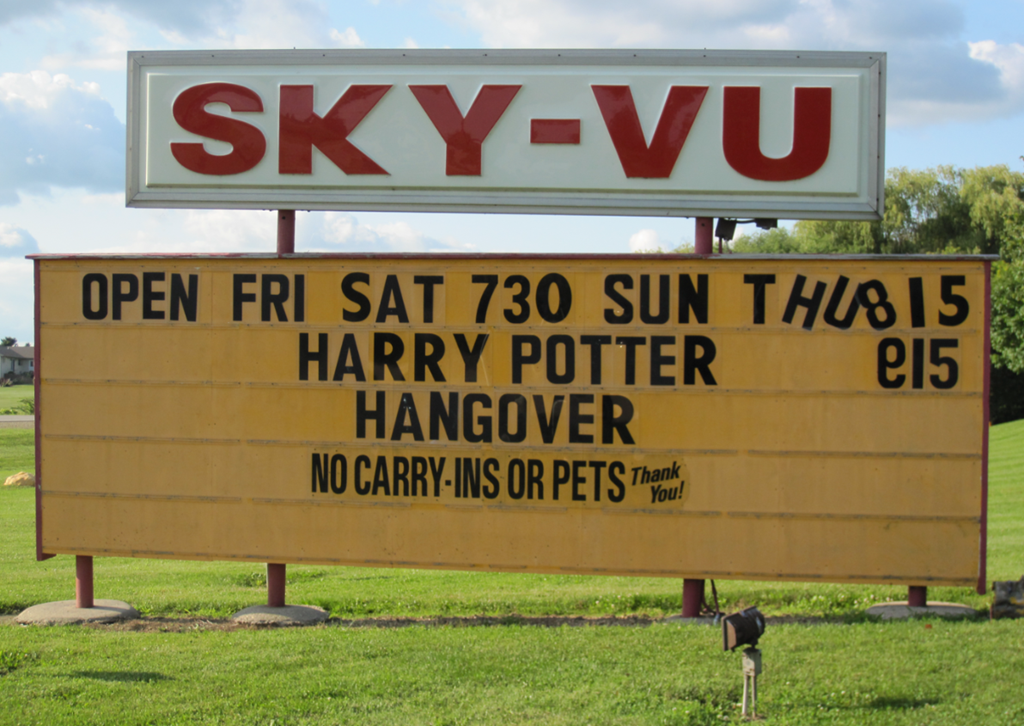 SKY-VU
OPEN FRI SAT 730 SUN THU 815
HARRY POTTER 915
HANGOVER
NO CARRY-INS OR PETS Thank You!